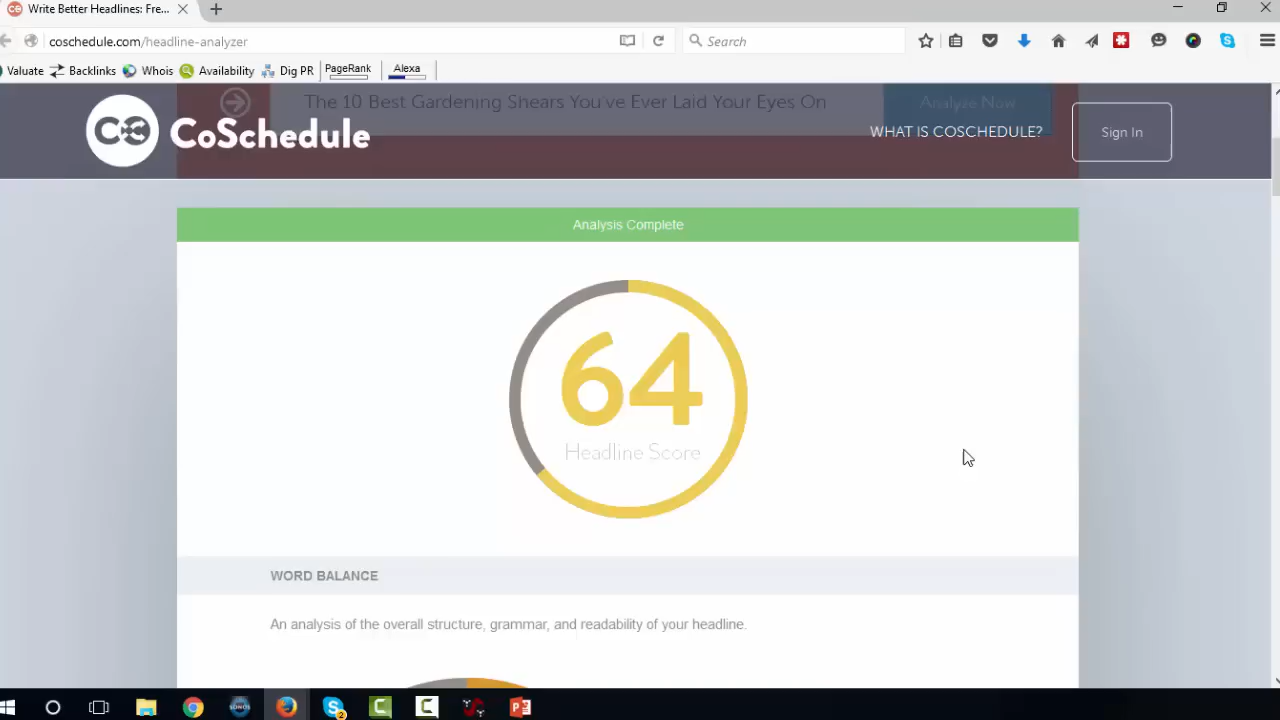 Write Better Headlines: Fre...
coschedule.com/headline-analyzer
Search
Valuate
Backlinks
Whois
Availability
Dig PR
PageRank
Alexa
The 10 Best Gardening Shears You've Ever Laid Your Eyes On
Analyze Now
CoSchedule
WHAT IS COSCHEDULE?
Sign In
Analysis Complete
64
Headline Score
WORD BALANCE
An analysis of the overall structure, grammar, and readability of your headline.
SONOS
2